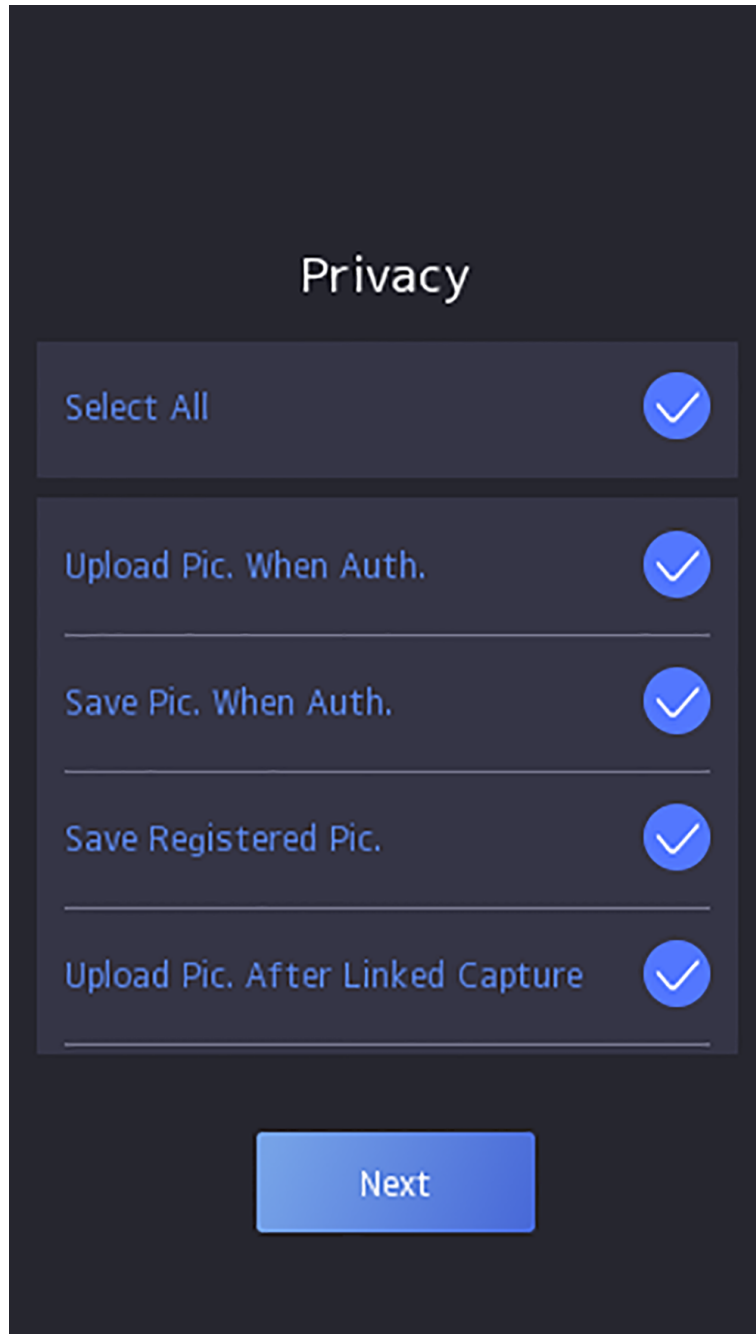 Privacy
Select All
Upload Pic. When Auth.
Save Pic. When Auth.
Save Registered Pic.
Upload Pic. After Linked Capture
Next